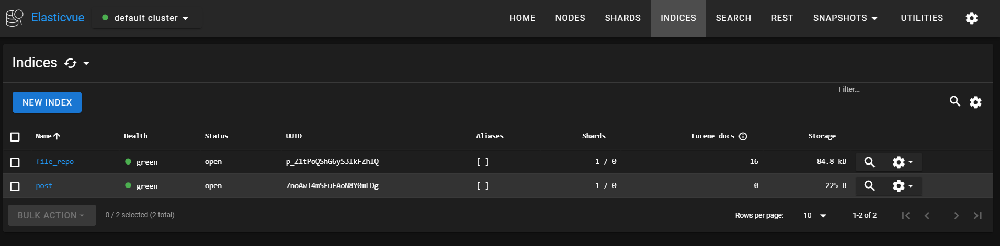 Elasticvue default cluster HOME NODES SHARDS INDICES SEARCH REST SNAPSHOTS UTILITIES
Indices
Filter...
NEW INDEX
Name Health Status UUID Aliases Shards Lucene docs Storage
file_repo green open p_Z1tPoQShG6yS3lkFZhIQ [ ] 1 / 0 16 84.8 kB
post green open 7noAwT4mSFuFAoN8Y0mEDg [ ] 1 / 0 0 225 B
BULK ACTION 0 / 2 selected (2 total) Rows per page: 10 1-2 of 2